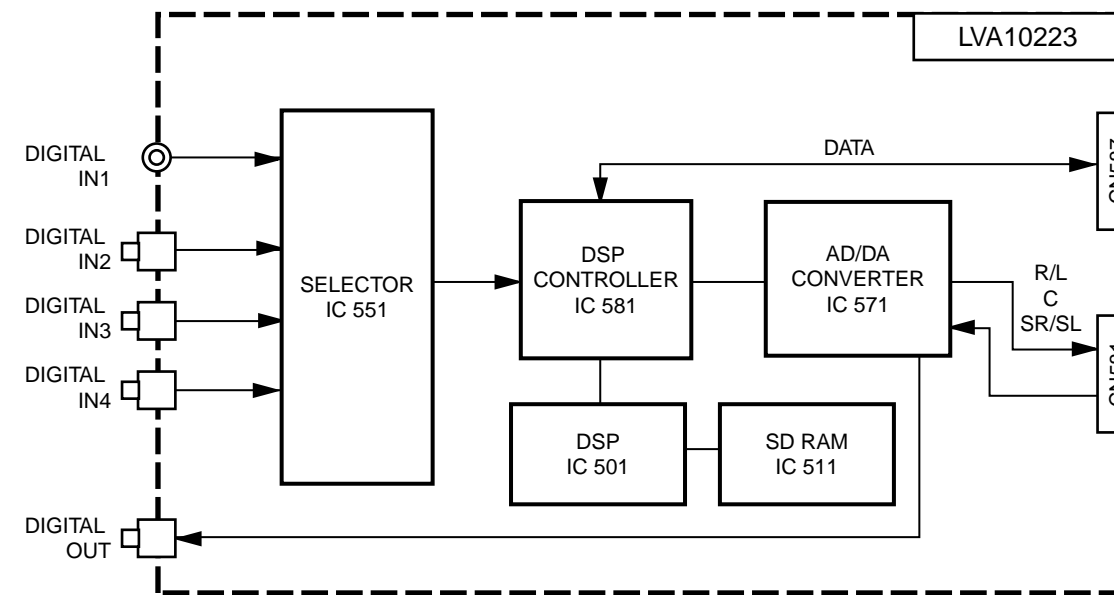 LVA10223
DIGITAL
IN1
DIGITAL
IN2
DIGITAL
IN3
DIGITAL
IN4
DIGITAL
OUT
SELECTOR
IC 551
DSP
CONTROLLER
IC 581
AD/DA
CONVERTER
IC 571
DSP
IC 501
SD RAM
IC 511
DATA
R/L
C
SR/SL